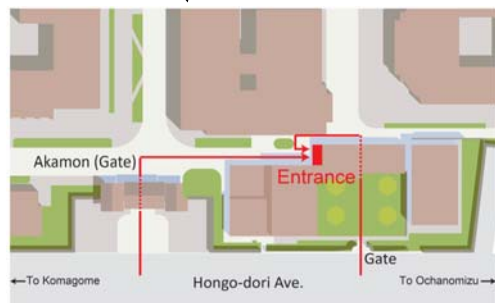 Akamon (Gate)
Entrance
Gate
←To Komagome
Hongo-dori Ave.
To Ochanomizu→